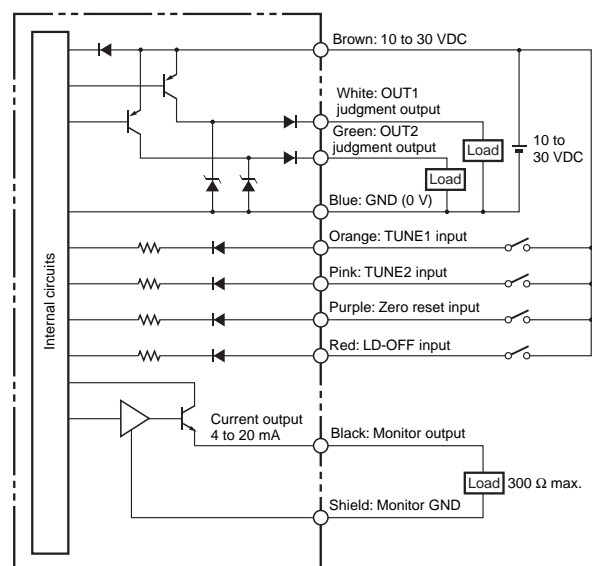 Brown: 10 to 30 VDC
White: OUT1
judgment output
Green: OUT2
judgment output
Load
Load
10 to
30 VDC
Blue: GND (0 V)
Orange: TUNE1 input
Pink: TUNE2 input
Purple: Zero reset input
Red: LD-OFF input
Internal circuits
Current output
4 to 20 mA
Black: Monitor output
Load 300 Ω max.
Shield: Monitor GND